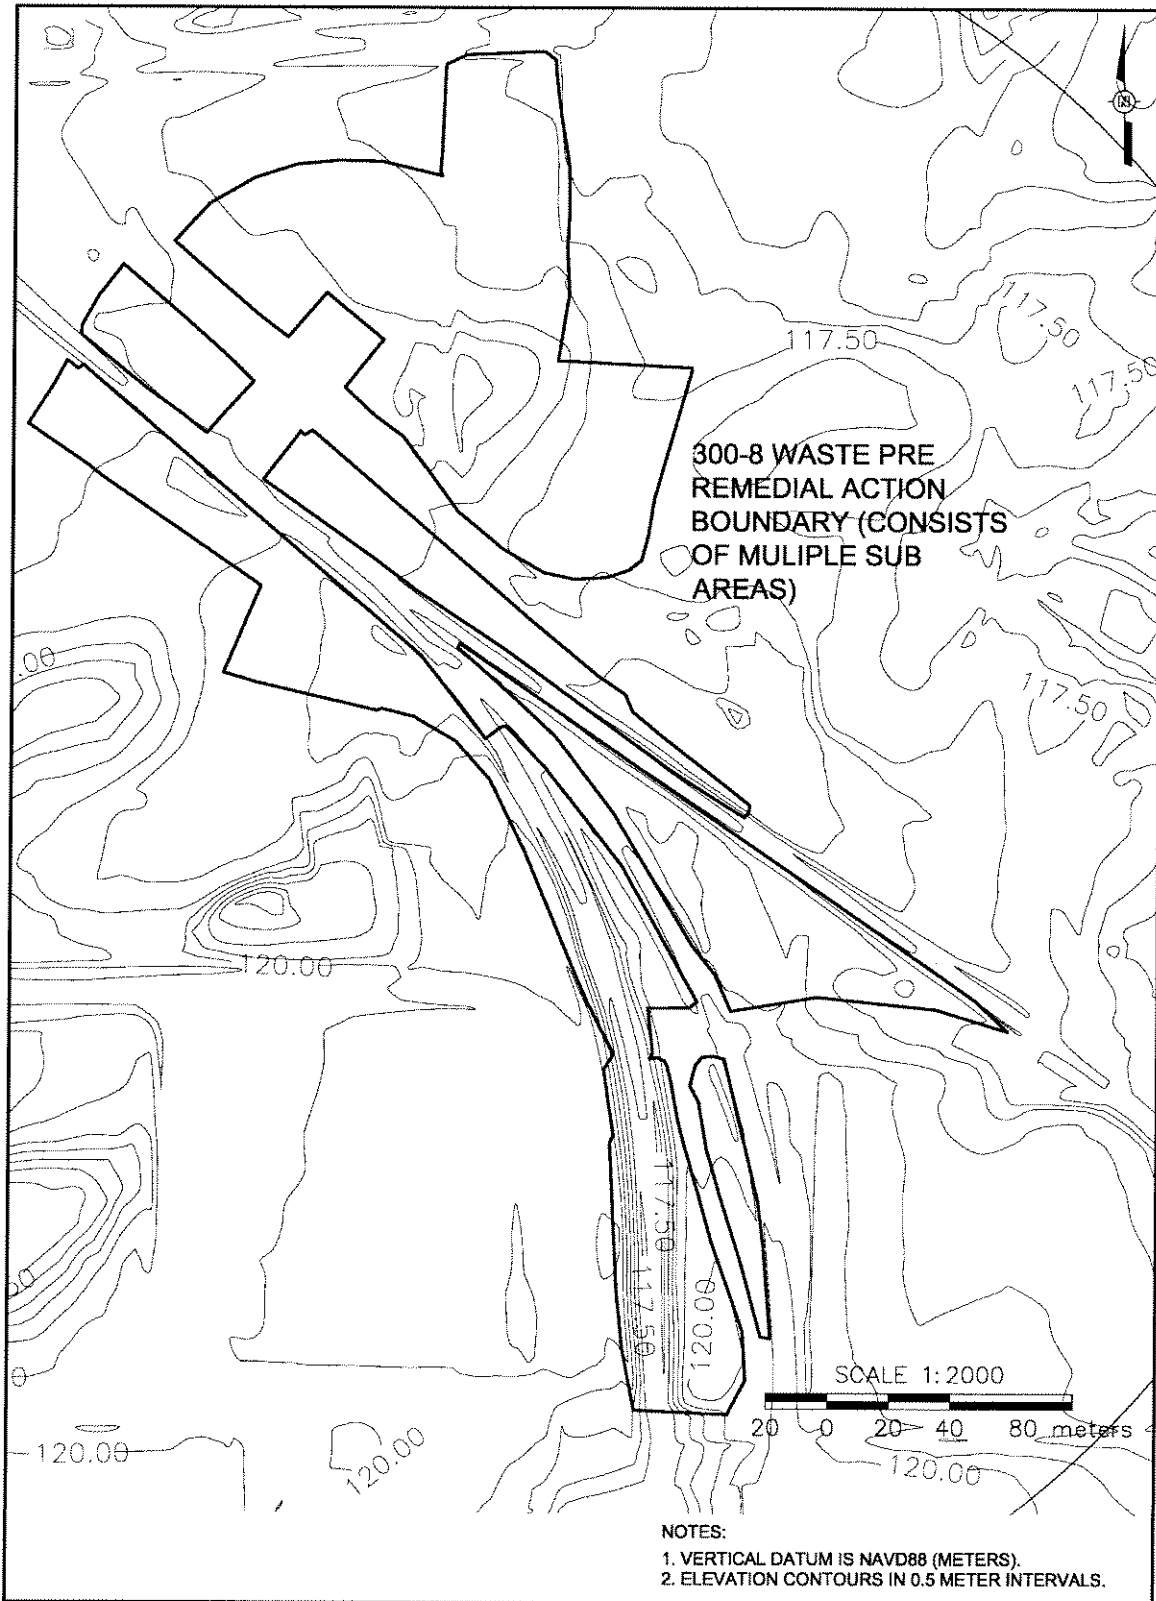 N
117.50
117.50
117.50
300-8 WASTE PRE
REMEDIAL ACTION
BOUNDARY (CONSISTS
OF MULIPLE SUB
AREAS)
.00
117.50
120.00
117.50
117.50
120.00
0
SCALE 1:2000
20 0 20 40 80 meters
120.00
120.00
120.00
NOTES:
1. VERTICAL DATUM IS NAVD88 (METERS).
2. ELEVATION CONTOURS IN 0.5 METER INTERVALS.